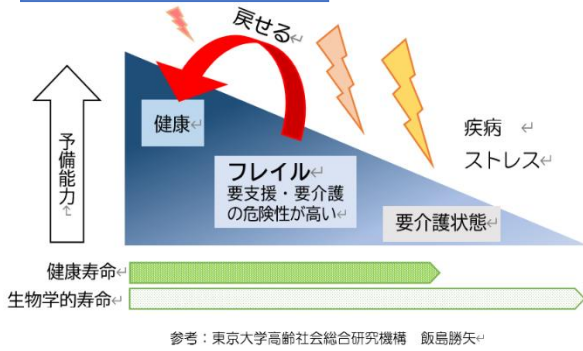 戻せる
予備能力
健康
疾病
ストレス
フレイル
要支援・要介護
の危険性が高い
要介護状態
健康寿命
生物学的寿命
参考：東京大学高齢社会総合研究機構　飯島勝矢